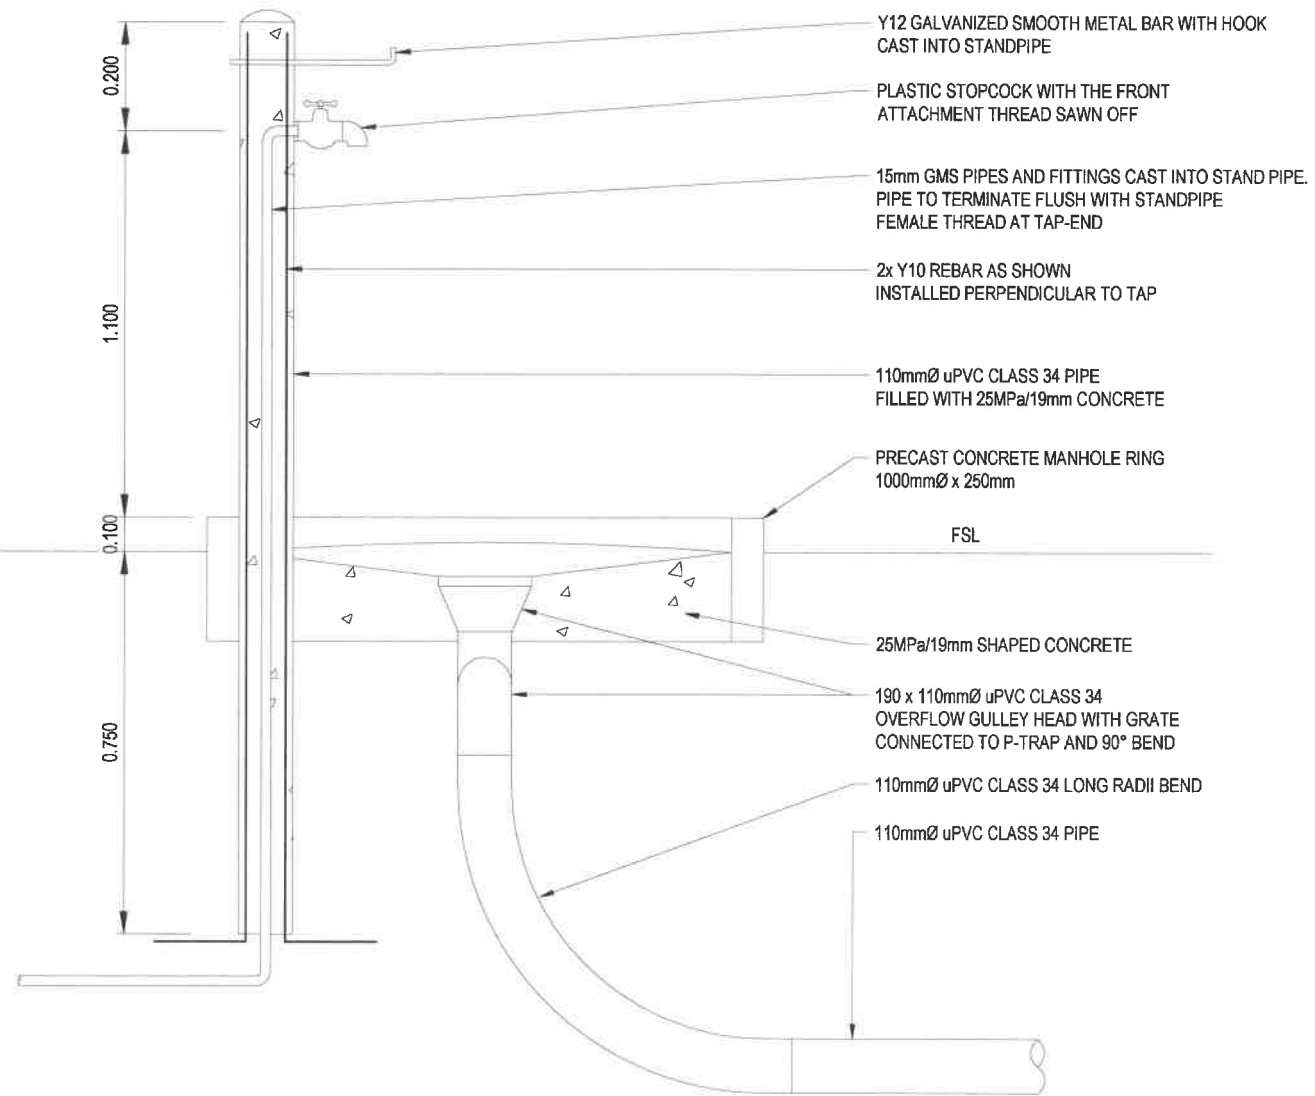 Y12 GALVANIZED SMOOTH METAL BAR WITH HOOK
CAST INTO STANDPIPE
PLASTIC STOPCOCK WITH THE FRONT
ATTACHMENT THREAD SAWN OFF
15mm GMS PIPES AND FITTINGS CAST INTO STAND PIPE.
PIPE TO TERMINATE FLUSH WITH STANDPIPE
FEMALE THREAD AT TAP-END
2x Y10 REBAR AS SHOWN
INSTALLED PERPENDICULAR TO TAP
110mmØ uPVC CLASS 34 PIPE
FILLED WITH 25MPa/19mm CONCRETE
PRECAST CONCRETE MANHOLE RING
1000mmØ x 250mm
FSL
25MPa/19mm SHAPED CONCRETE
190 x 110mmØ uPVC CLASS 34
OVERFLOW GULLEY HEAD WITH GRATE
CONNECTED TO P-TRAP AND 90° BEND
110mmØ uPVC CLASS 34 LONG RADII BEND
110mmØ uPVC CLASS 34 PIPE
0.200
1.100
0.100
0.750